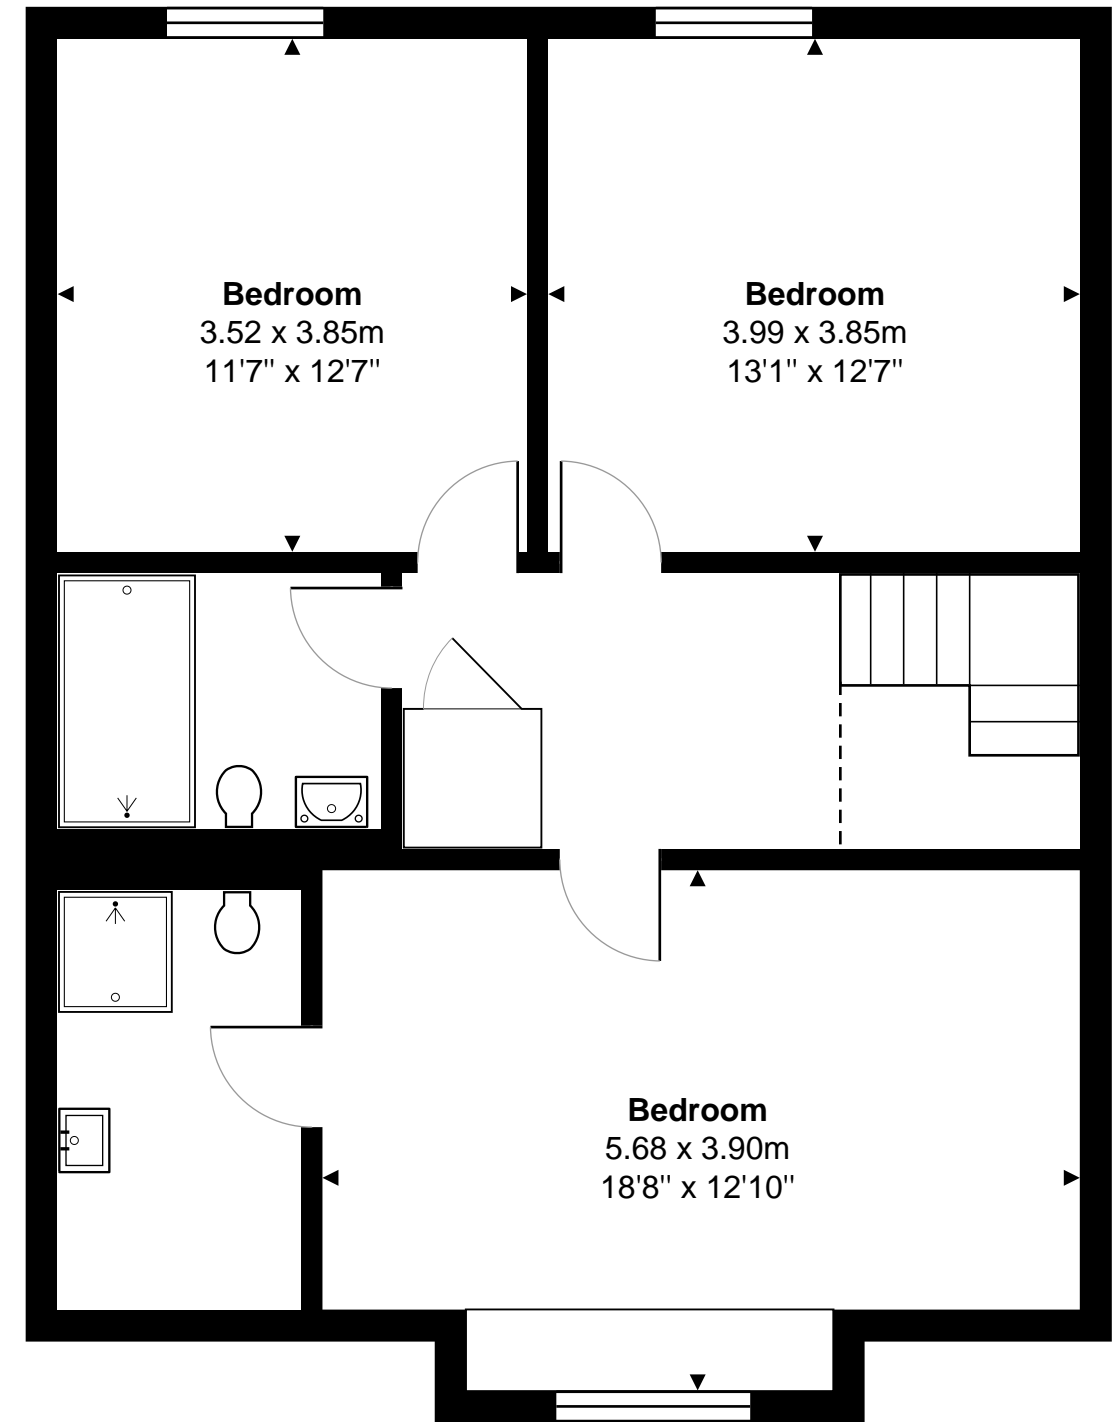 Bedroom
3.52 x 3.85m
11'7" x 12'7"
Bedroom
3.99 x 3.85m
13'1" x 12'7"
Bedroom
5.68 x 3.90m
18'8" x 12'10"